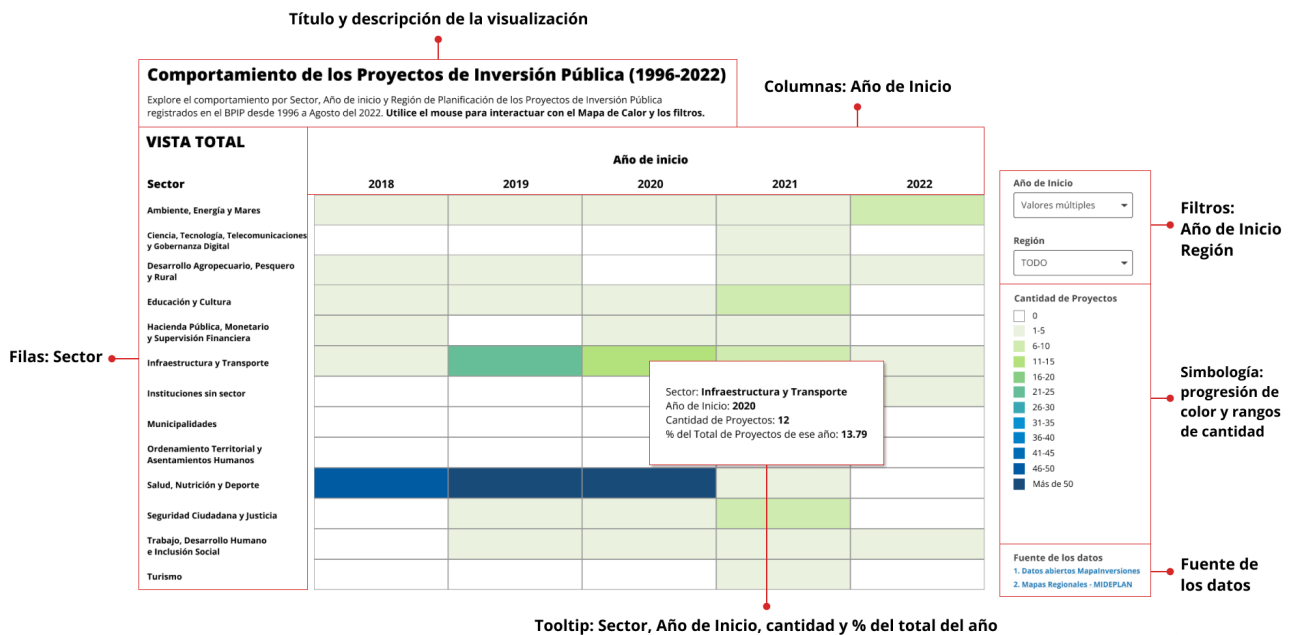 Título y descripción de la visualización
Comportamiento de los Proyectos de Inversión Pública (1996-2022)
Explore el comportamiento por Sector, Año de inicio y Región de Planificación de los Proyectos de Inversión Pública
registrados en el BPIP desde 1996 a Agosto del 2022. Utilice el mouse para interactuar con el Mapa de Calor y los filtros.
Columnas: Año de Inicio
VISTA TOTAL
Año de inicio
Sector
2018
2019
2020
2021
2022
Ambiente, Energía y Mares
Ciencia, Tecnología, Telecomunicaciones
y Gobernanza Digital
Desarrollo Agropecuario, Pesquero
y Rural
Educación y Cultura
Hacienda Pública, Monetario
y Supervisión Financiera
Infraestructura y Transporte
Instituciones sin sector
Municipalidades
Ordenamiento Territorial y
Asentamientos Humanos
Salud, Nutrición y Deporte
Seguridad Ciudadana y Justicia
Trabajo, Desarrollo Humano
e Inclusión Social
Turismo
Filas: Sector
Sector: Infraestructura y Transporte
Año de Inicio: 2020
Cantidad de Proyectos: 12
% del Total de Proyectos de ese año: 13.79
Año de Inicio
Valores múltiples
Región
TODO
Filtros:
Año de Inicio
Región
Cantidad de Proyectos
0
1-5
6-10
11-15
16-20
21-25
26-30
31-35
36-40
41-45
46-50
Más de 50
Simbología:
progresión de
color y rangos
de cantidad
Fuente de los datos
1. Datos abiertos MapaInversiones
2. Mapas Regionales - MIDEPLAN
Fuente de
los datos
Tooltip: Sector, Año de Inicio, cantidad y % del total del año